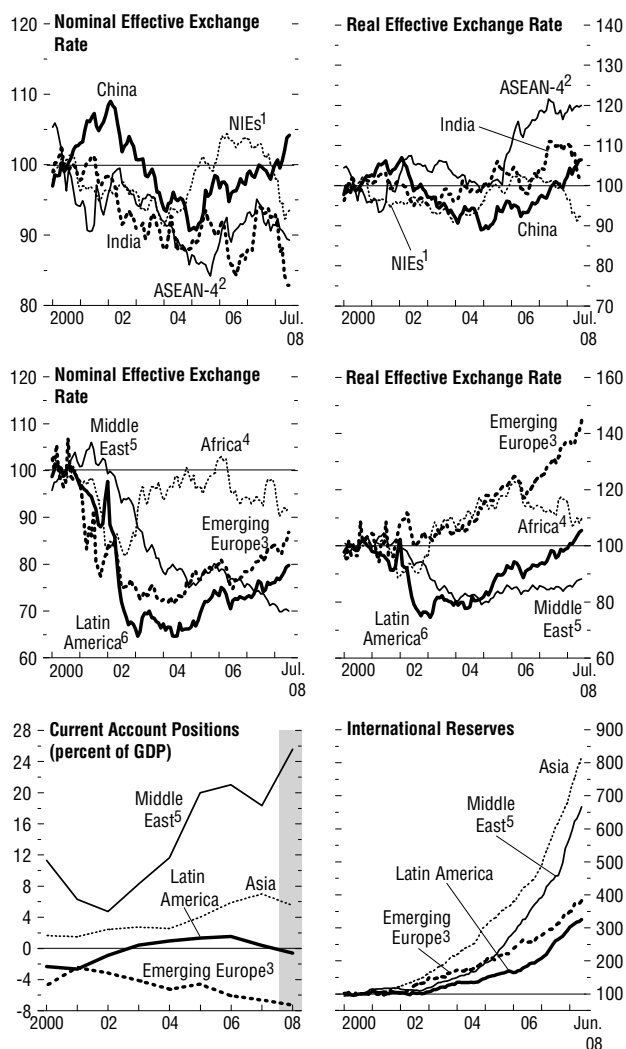 Nominal Effective Exchange
Rate
120
110
100
90
80
China
NIEs1
India
ASEAN-42
2000 02 04 06 Jul.
08
Real Effective Exchange Rate
140
130
120
110
100
90
80
70
ASEAN-42
India
NIEs1
China
2000 02 04 06 Jul.
08
Nominal Effective Exchange
Rate
120
110
100
90
80
70
60
Middle
East5
Africa4
Emerging
Europe3
Latin
America6
2000 02 04 06 Jul.
08
Real Effective Exchange Rate
160
140
120
100
80
60
Emerging
Europe3
Africa4
Latin
America6
Middle
East5
2000 02 04 06 Jul.
08
Current Account Positions
(percent of GDP)
28
24
20
16
12
8
4
0
-4
-8
Middle
East5
Latin
America
Asia
Emerging Europe3
2000 02 04 06 08
International Reserves
900
800
700
600
500
400
300
200
100
Asia
Middle
East5
Latin America
Emerging
Europe3
2000 02 04 06 Jun.
08